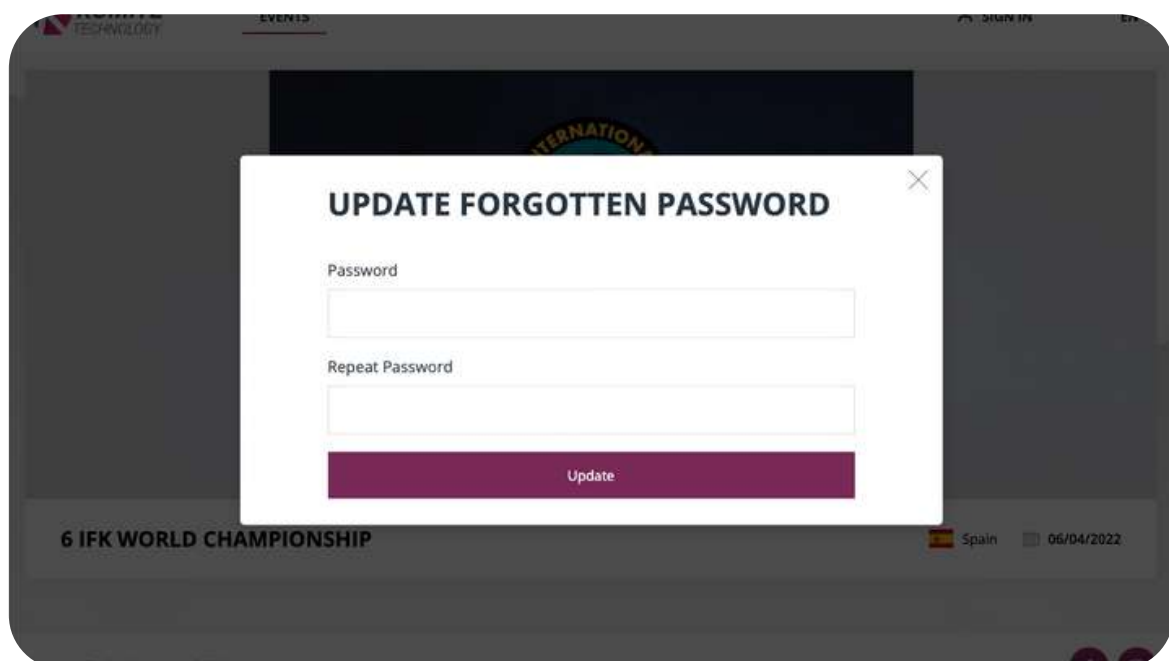 TECHNOLOGY
EVENTS
SIGN IN
EN
UPDATE FORGOTTEN PASSWORD
Password
Repeat Password
Update
6 IFK WORLD CHAMPIONSHIP
Spain
06/04/2022